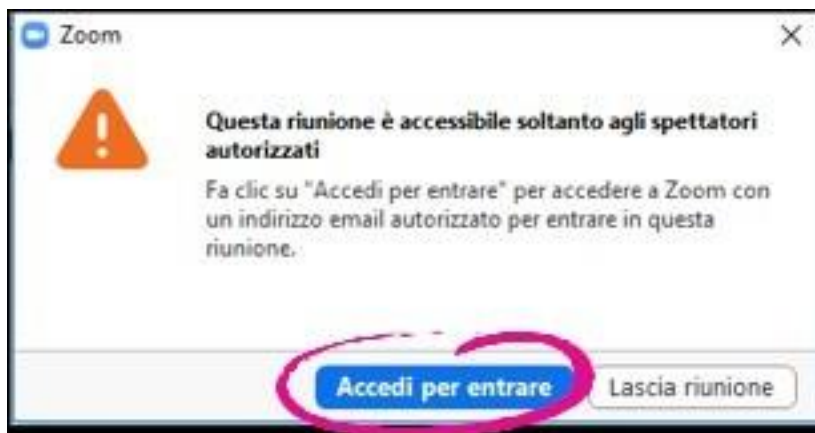 Zoom
Questa riunione è accessibile soltanto agli spettatori
autorizzati
Fa clic su "Accedi per entrare" per accedere a Zoom con
un indirizzo email autorizzato per entrare in questa
riunione.
Accedi per entrare
Lascia riunione